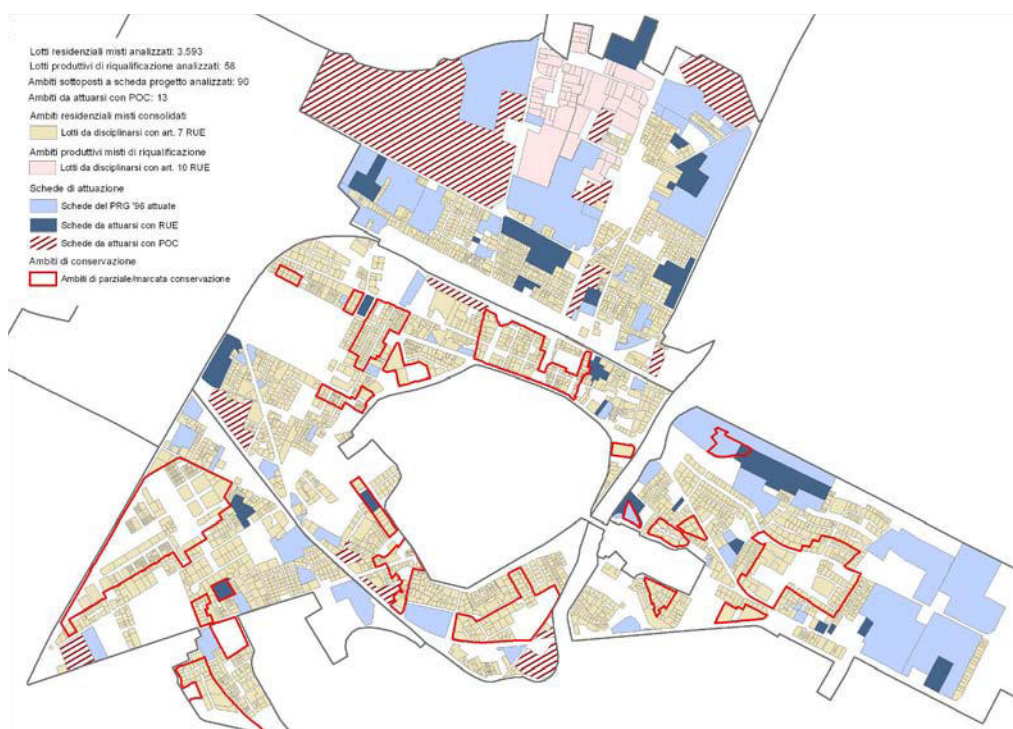 Lotti residenziali misti analizzati: 3.593
Lotti produttivi di riqualificazione analizzati: 58
Ambiti sottoposti a scheda progetto analizzati: 90
Ambiti da attuarsi con POC: 13
Ambiti residenziali misti consolidati
Lotti da disciplinarsi con art. 7 RUE
Ambiti produttivi misti di riqualificazione
Lotti da disciplinarsi con art. 10 RUE
Schede di attuazione
Schede del PRG '96 attuate
Schede da attuarsi con RUE
Schede da attuarsi con POC
Ambiti di conservazione
Ambiti di parziale/marcata conservazione